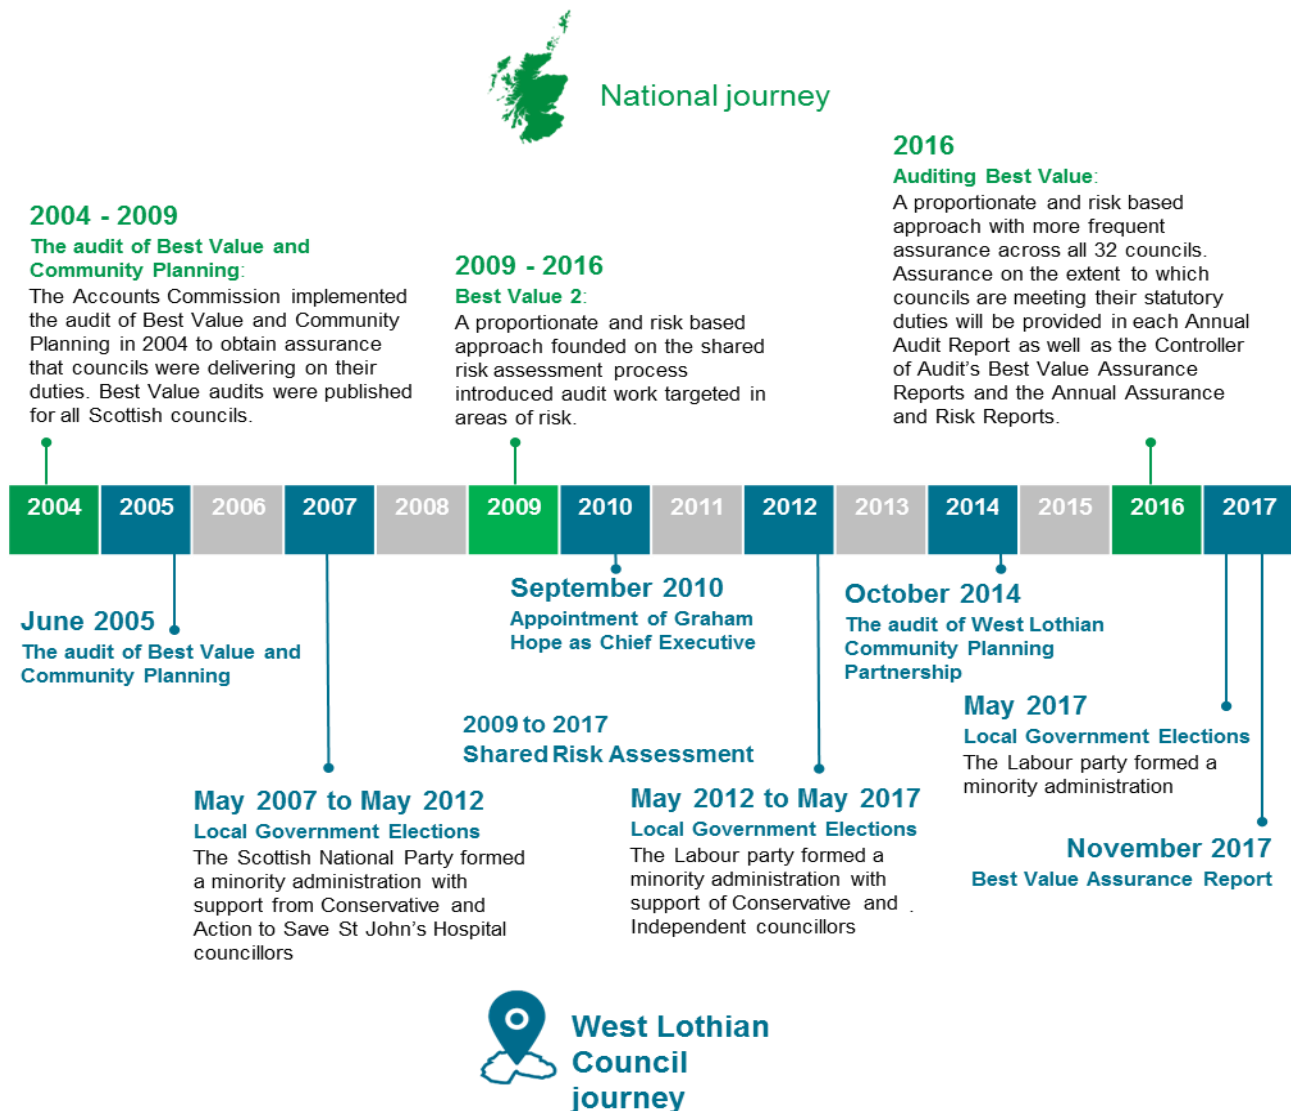 National journey
2004 - 2009
The audit of Best Value and
Community Planning:
The Accounts Commission implemented
the audit of Best Value and Community
Planning in 2004 to obtain assurance
that councils were delivering on their
duties. Best Value audits were published
for all Scottish councils.
2009 - 2016
Best Value 2:
A proportionate and risk based
approach founded on the shared
risk assessment process
introduced audit work targeted in
areas of risk.
2016
Auditing Best Value:
A proportionate and risk based
approach with more frequent
assurance across all 32 councils.
Assurance on the extent to which
councils are meeting their statutory
duties will be provided in each Annual
Audit Report as well as the Controller
of Audit’s Best Value Assurance
Reports and the Annual Assurance
and Risk Reports.
2004 2005 2006 2007 2008 2009 2010 2011 2012 2013 2014 2015 2016 2017
June 2005
The audit of Best Value and
Community Planning
September 2010
Appointment of Graham
Hope as Chief Executive
October 2014
The audit of West Lothian
Community Planning
Partnership
2009 to 2017
Shared Risk Assessment
May 2017
Local Government Elections
The Labour party formed a
minority administration
May 2007 to May 2012
Local Government Elections
The Scottish National Party formed
a minority administration with
support from Conservative and
Action to Save St John’s Hospital
councillors
May 2012 to May 2017
Local Government Elections
The Labour party formed a
minority administration with
support of Conservative and .
Independent councillors
November 2017
Best Value Assurance Report
West Lothian
Council
journey